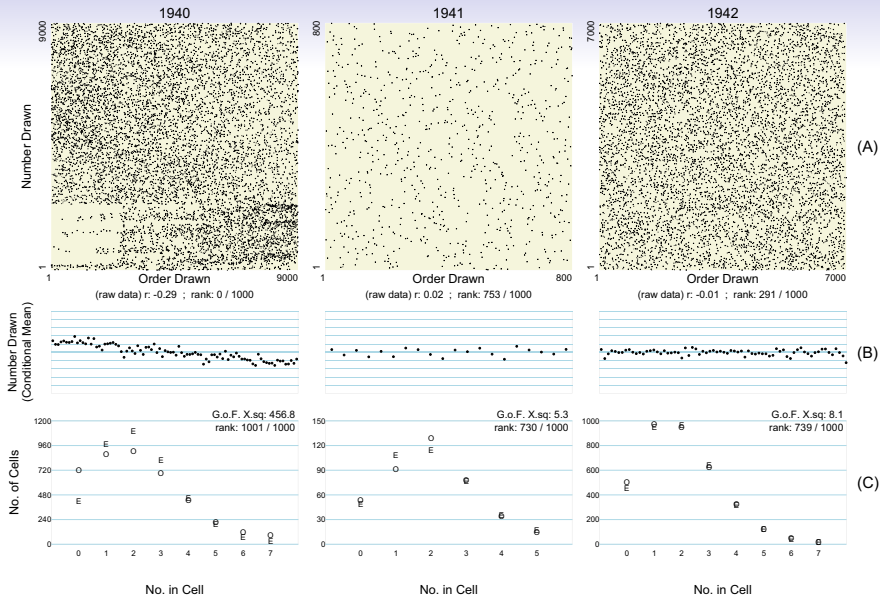 1940 1941 1942
9000 800 7000
Number Drawn
(A)
1 1 1
1 9000 1 800 1 7000
Order Drawn Order Drawn Order Drawn
(raw data) r: -0.29 ; rank: 0 / 1000 (raw data) r: 0.02 ; rank: 753 / 1000 (raw data) r: -0.01 ; rank: 291 / 1000
Number Drawn
(Conditional Mean)
(B)
G.o.F. X.sq: 456.8 G.o.F. X.sq: 5.3 G.o.F. X.sq: 8.1
rank: 1001 / 1000 rank: 730 / 1000 rank: 739 / 1000
No. of Cells
(C)
1200 150 1000
960 120 800
720 90 600
480 60 400
240 30 200
0 0 0
O E E O E O E O E O E O E O E O
O E E O E O E O E O E O
O E O E O E O E O E O E O E O E
0 1 2 3 4 5 6 7 0 1 2 3 4 5 0 1 2 3 4 5 6 7
No. in Cell No. in Cell No. in Cell